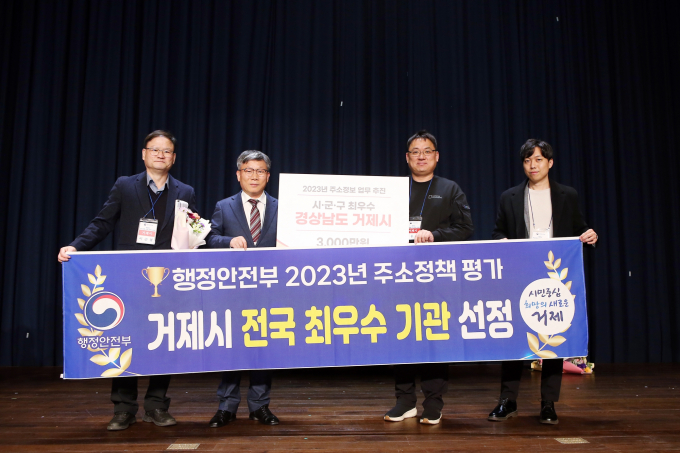 2023년 주소정보 업무 추진
시·군·구 최우수
경상남도 거제시
3,000만원
행정안전부 2023년 주소정책 평가
거제시 전국 최우수 기관 선정
행정안전부
시민중심
희망의 새로운
거제